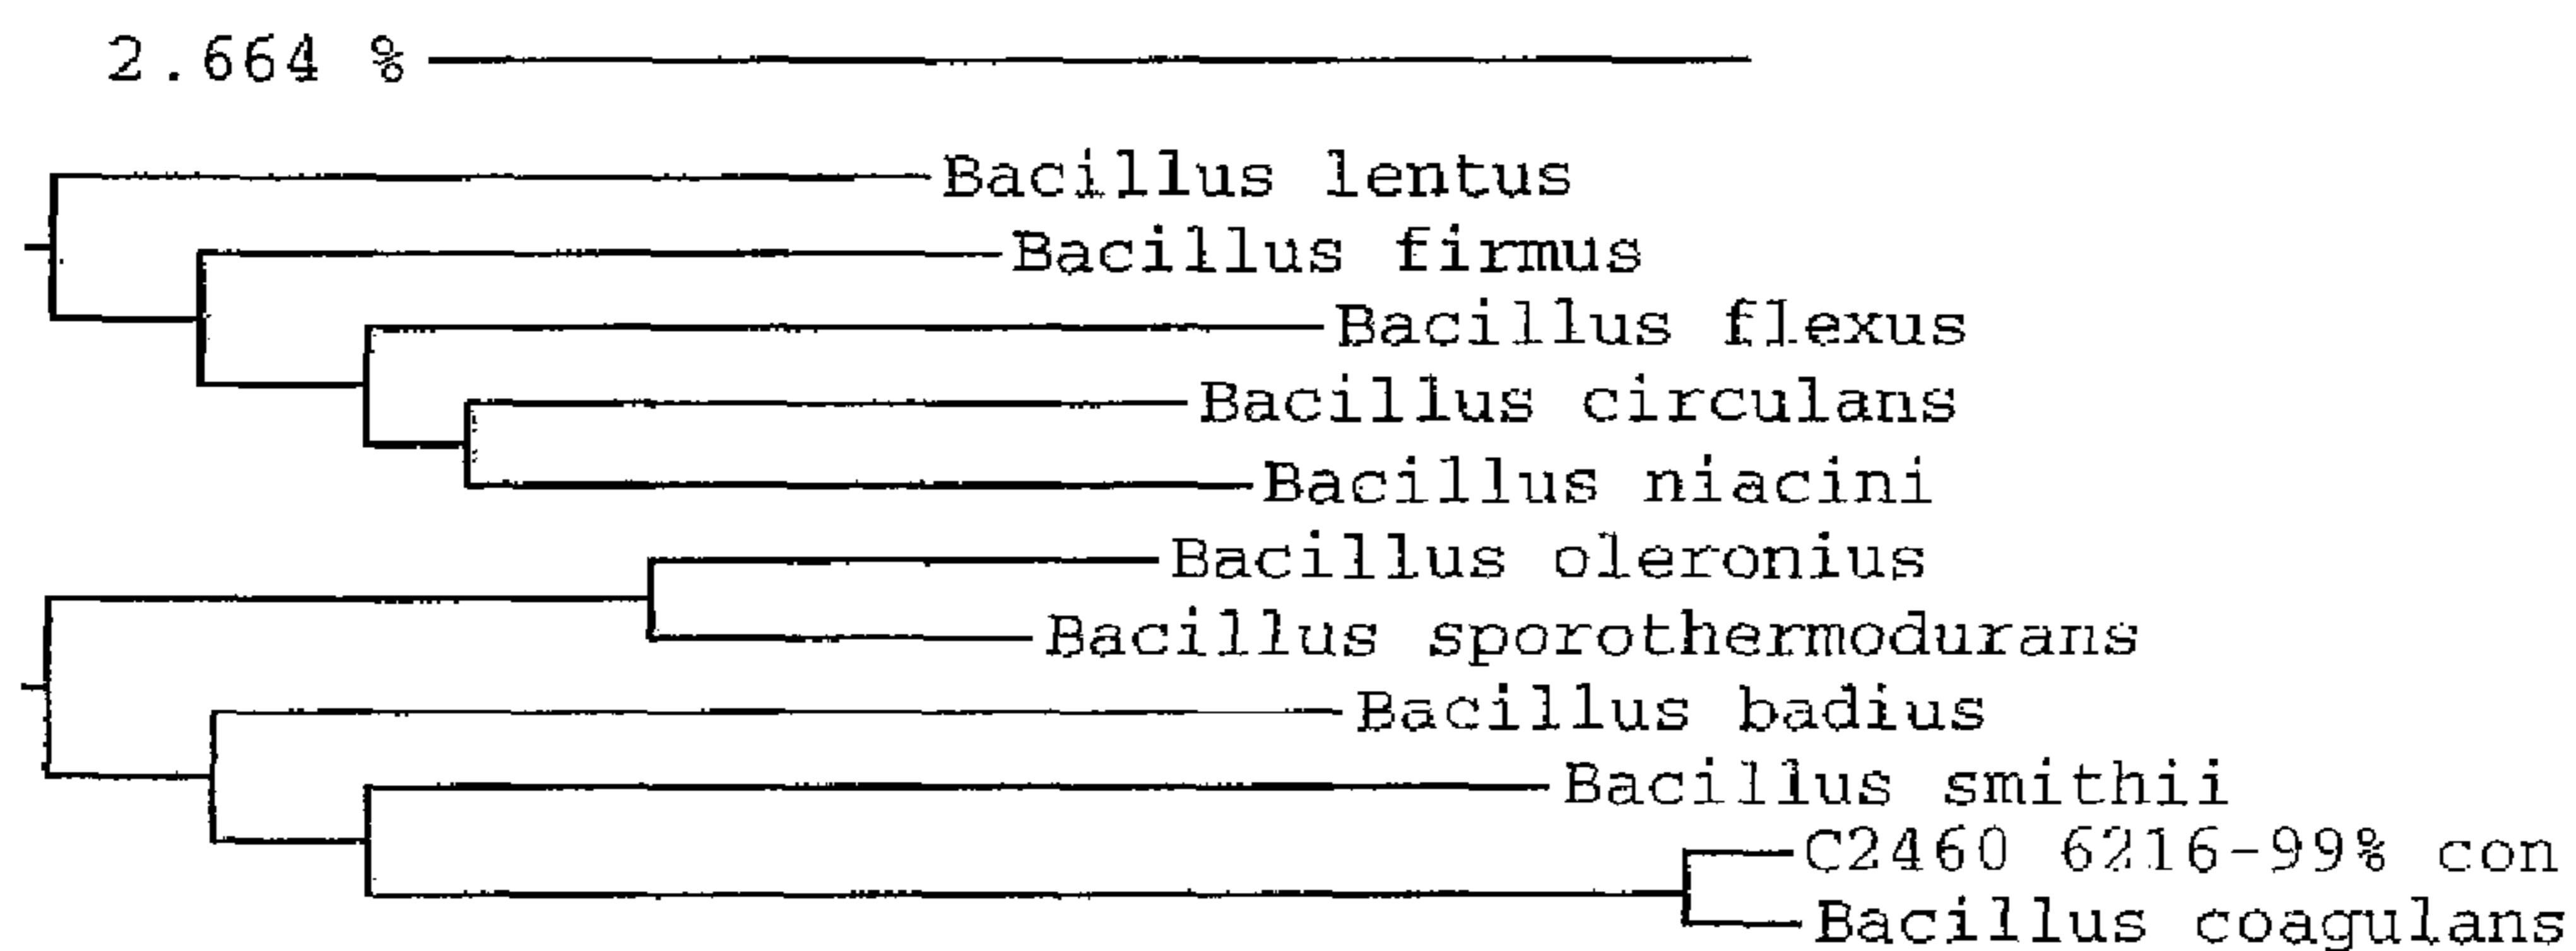 2.664 %
Bacillus lentus
Bacillus firmus
Bacillus flexus
Bacillus circulans
Bacillus niacini
Bacillus oleronius
Bacillus sporothermodurans
Bacillus badius
Bacillus smithii
C2460 6216-99% con
Bacillus coagulans